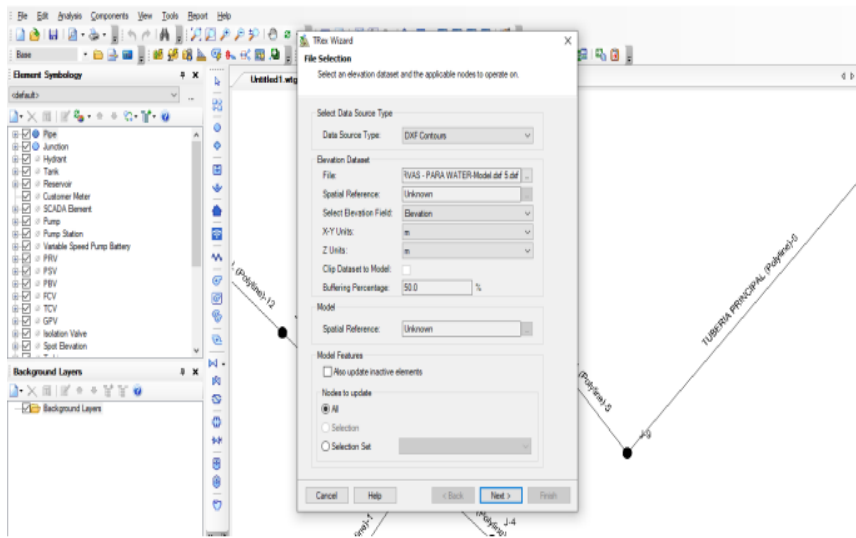 File Edit Analysis Components View Tools Report Help
Base
Element Symbology
<default>
Pipe
Junction
Hydrant
Tank
Reservoir
Customer Meter
SCADA Element
Pump
Pump Station
Variable Speed Pump Battery
PRV
PSV
PBV
FCV
TCV
GPV
Isolation Valve
Spot Elevation
Background Layers
Background Layers
Untitled1.wtg
(Polyline)-12
TRex Wizard
File Selection
Select an elevation dataset and the applicable nodes to operate on.
Select Data Source Type
Data Source Type: DXF Contours
Elevation Dataset
File: RVAS - PARA WATER-Model.dxf 5.dxf ...
Spatial Reference: Unknown ...
Select Elevation Field: Elevation
X-Y Units: m
Z Units: m
Clip Dataset to Model:
Buffering Percentage: 50.0 %
Model
Spatial Reference: Unknown ...
Model Features
Also update inactive elements
Nodes to update
All
Selection
Selection Set
Cancel Help < Back Next > Finish
TUBERIA PRINCIPAL (Polyline)-0
(Polyline)-5
J-9
J-4